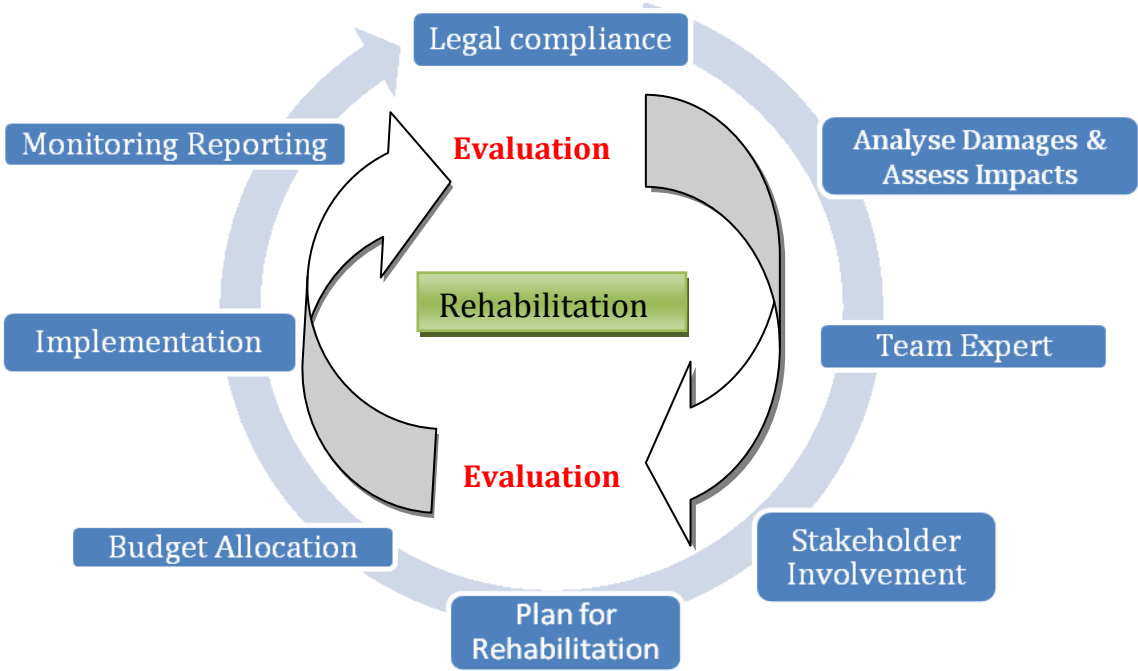 Legal compliance
Monitoring Reporting
Evaluation
Analyse Damages &
Assess Impacts
Rehabilitation
Implementation
Team Expert
Evaluation
Budget Allocation
Stakeholder
Involvement
Plan for
Rehabilitation